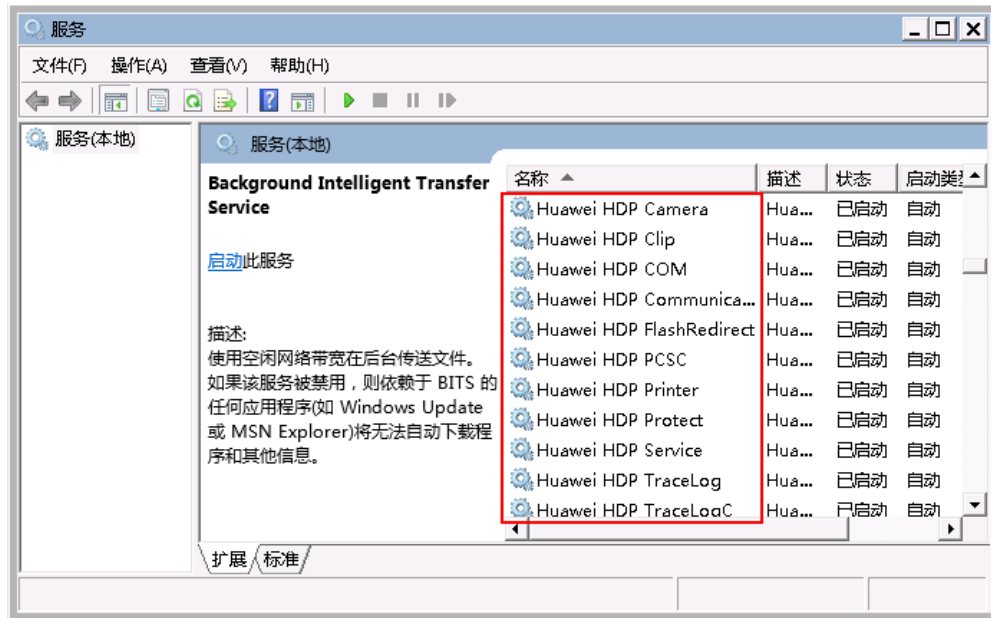 服务
文件(F) 操作(A) 查看(V) 帮助(H)
服务(本地)
服务(本地)
Background Intelligent Transfer
Service
启动此服务
描述:
使用空闲网络带宽在后台传送文件。
如果该服务被禁用，则依赖于 BITS 的
任何应用程序(如 Windows Update
或 MSN Explorer)将无法自动下载程
序和其他信息。
名称 描述 状态 启动类型
Huawei HDP Camera Hua... 已启动 自动
Huawei HDP Clip Hua... 已启动 自动
Huawei HDP COM Hua... 已启动 自动
Huawei HDP Communica... Hua... 已启动 自动
Huawei HDP FlashRedirect Hua... 已启动 自动
Huawei HDP PCSC Hua... 已启动 自动
Huawei HDP Printer Hua... 已启动 自动
Huawei HDP Protect Hua... 已启动 自动
Huawei HDP Service Hua... 已启动 自动
Huawei HDP TraceLog Hua... 已启动 自动
Huawei HDP TraceLogC Hua... 已启动 自动
扩展 标准